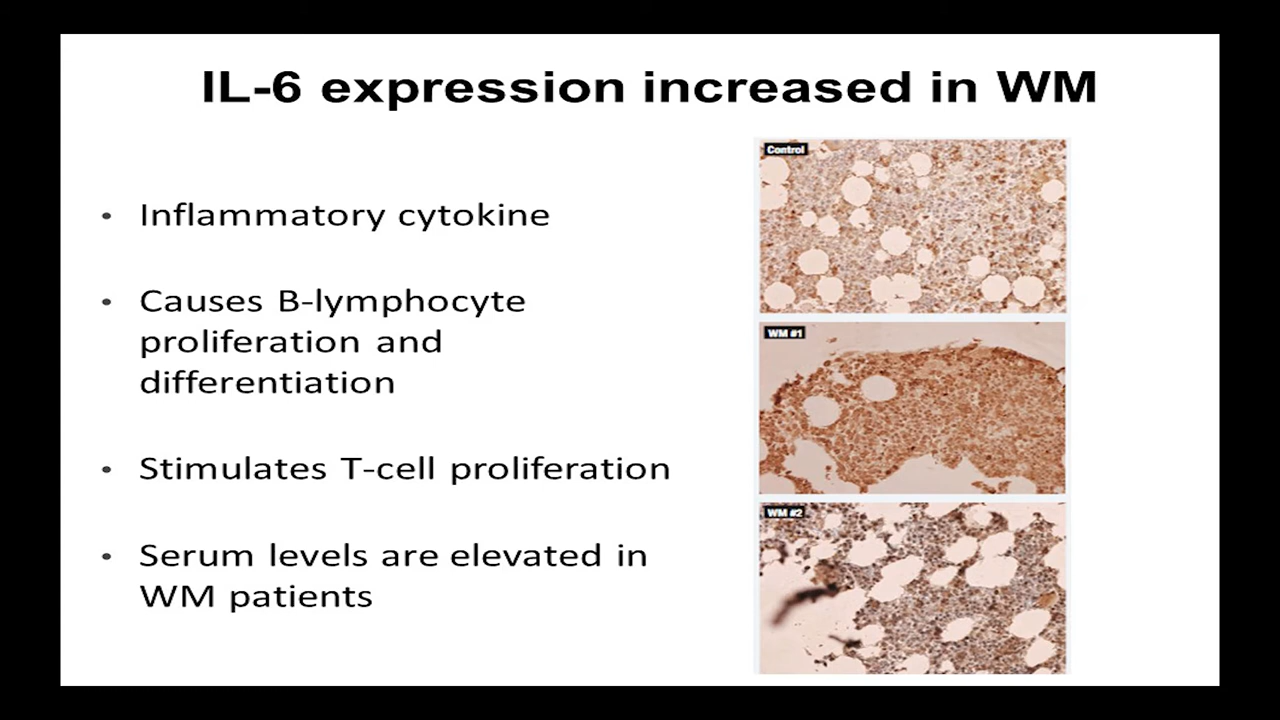 IL-6 expression increased in WM
• Inflammatory cytokine
• Causes B-lymphocyte
proliferation and
differentiation
• Stimulates T-cell proliferation
• Serum levels are elevated in
WM patients
Control
WM #1
WM #2